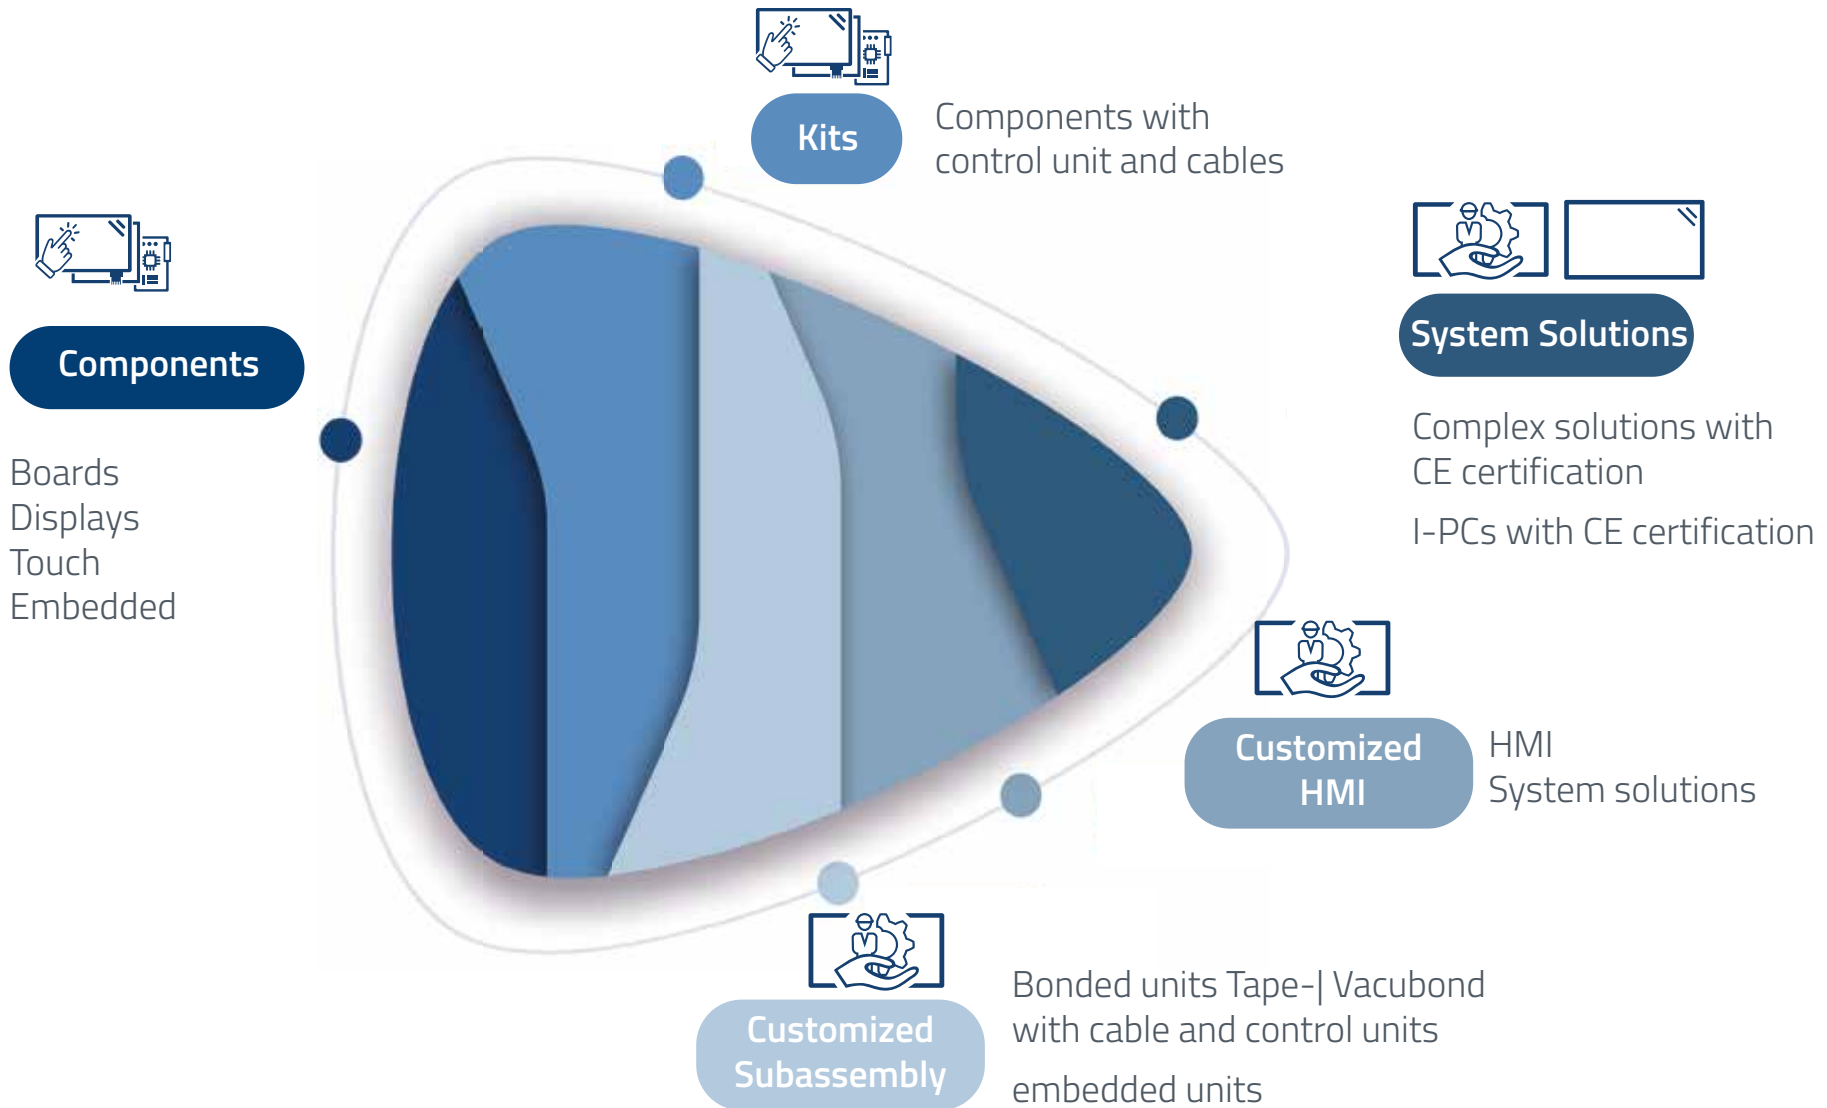 Kits
Components with
control unit and cables
Components
Boards
Displays
Touch
Embedded
System Solutions
Complex solutions with
CE certification
I-PCs with CE certification
Customized
HMI
HMI
System solutions
Customized
Subassembly
Bonded units Tape-| Vacubond
with cable and control units
embedded units